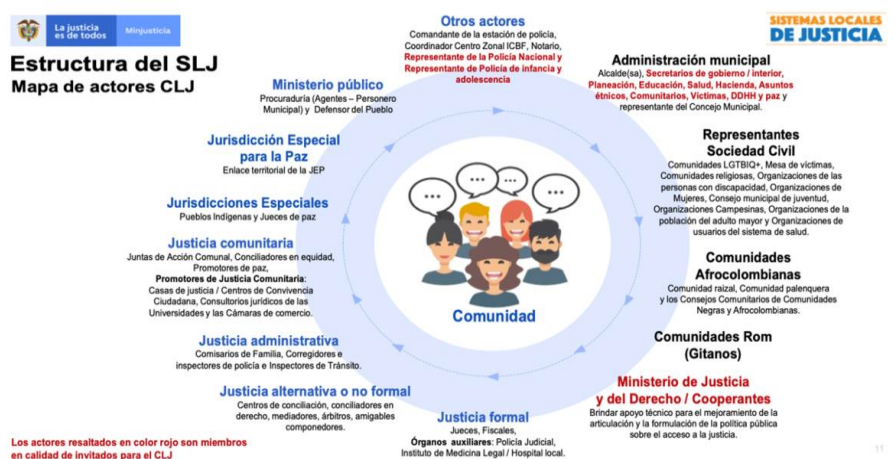 La justicia
es de todos
Minjusticia
SISTEMAS LOCALES
DE JUSTICIA
Estructura del SLJ
Mapa de actores CLJ
Otros actores
Comandante de la estación de policía,
Coordinador Centro Zonal ICBF, Notario,
Representante de la Policía Nacional y
Representante de Policía de infancia y
adolescencia
Administración municipal
Alcalde(sa), Secretarios de gobierno / interior,
Planeación, Educación, Salud, Hacienda, Asuntos
étnicos, Comunitarios, Víctimas, DDHH y paz y
representante del Concejo Municipal.
Representantes
Sociedad Civil
Comunidades LGTBIQ+, Mesa de víctimas,
Comunidades religiosas, Organizaciones de las
personas con discapacidad, Organizaciones de
Mujeres, Consejo municipal de juventud,
Organizaciones Campesinas, Organizaciones de la
población del adulto mayor y Organizaciones de
usuarios del sistema de salud.
Comunidades
Afrocolombianas
Comunidad raizal, Comunidad palenquera
y los Consejos Comunitarios de Comunidades
Negras y Afrocolombianas.
Comunidades Rom
(Gitanos)
Ministerio de Justicia
y del Derecho / Cooperantes
Brindar apoyo técnico para el mejoramiento de la
articulación y la formulación de la política pública
sobre el acceso a la justicia.
Justicia formal
Jueces, Fiscales,
Órganos auxiliares: Policía Judicial,
Instituto de Medicina Legal / Hospital local.
Justicia alternativa o no formal
Centros de conciliación, conciliadores en
derecho, mediadores, árbitros, amigables
componedores.
Justicia administrativa
Comisarios de Familia, Corregidores e
inspectores de policía e Inspectores de Tránsito.
Justicia comunitaria
Juntas de Acción Comunal, Conciliadores en equidad,
Promotores de paz,
Promotores de Justicia Comunitaria:
Casas de justicia / Centros de Convivencia
Ciudadana, Consultorios jurídicos de las
Universidades y las Cámaras de comercio.
Jurisdicciones Especiales
Pueblos Indígenas y Jueces de paz
Jurisdicción Especial
para la Paz
Enlace territorial de la JEP
Ministerio público
Procuraduría (Agentes – Personero
Municipal) y Defensor del Pueblo
Comunidad
Los actores resaltados en color rojo son miembros
en calidad de invitados para el CLJ
11